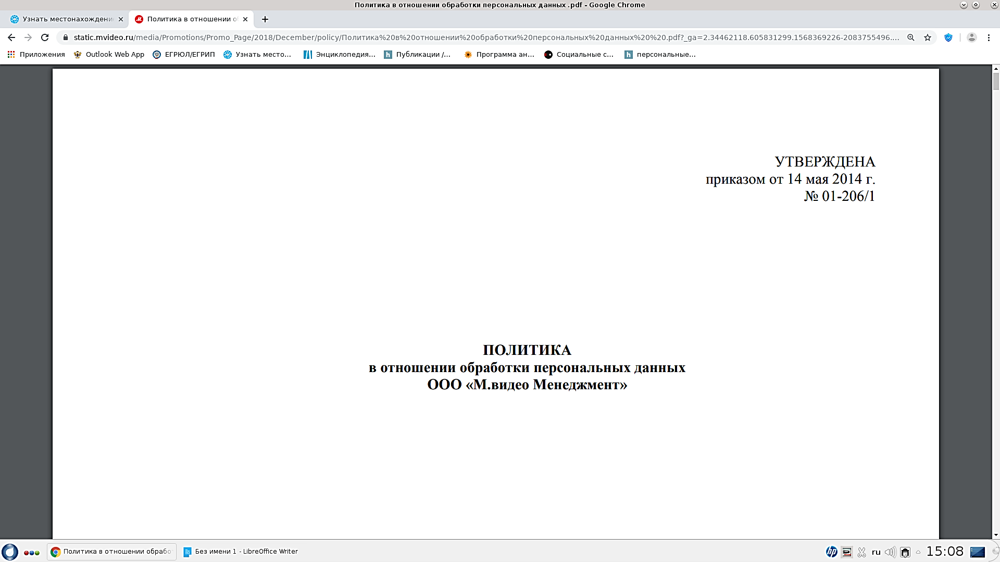 Политика в отношении обработки персональных данных .pdf - Google Chrome
Узнать местонахождени
Политика в отношении о
static.mvideo.ru/media/Promotions/Promo_Page/2018/December/policy/Политика%20в%20отношении%20обработки%20персональных%20данных%20%20.pdf?_ga=2.34462118.605831299.1568369226-2083755496....
Приложения
Outlook Web App
ЕГРЮЛ/ЕГРИП
Узнать место...
Энциклопедия...
Публикации /...
Программа ан...
Социальные с...
персональные...
УТВЕРЖДЕНА
приказом от 14 мая 2014 г.
№ 01-206/1
ПОЛИТИКА
в отношении обработки персональных данных
ООО «М.видео Менеджмент»
Политика в отношении обрабо
Без имени 1 - LibreOffice Writer
hp
ru
15:08